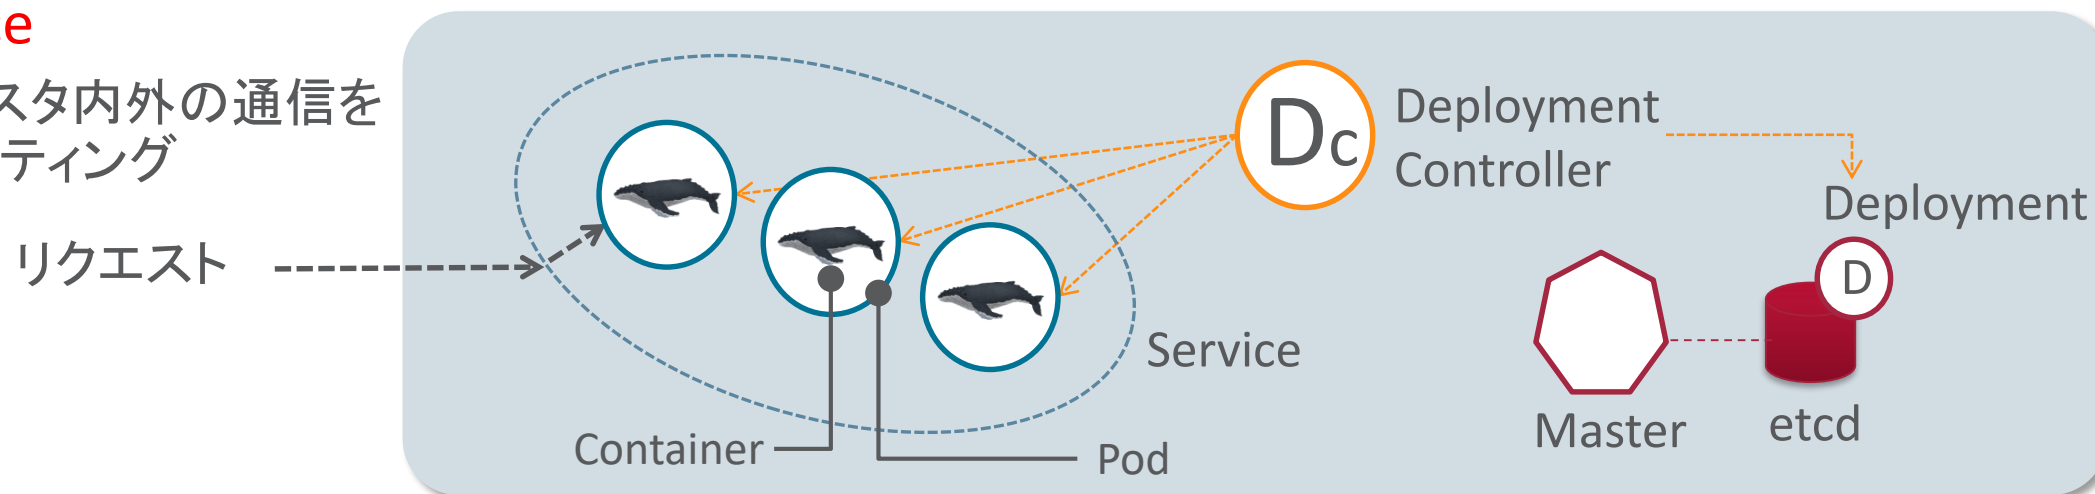 スタ内外の通信を
ティング
リクエスト
Dc
Deployment
Controller
Deployment
D
Service
Master
etcd
Container
Pod